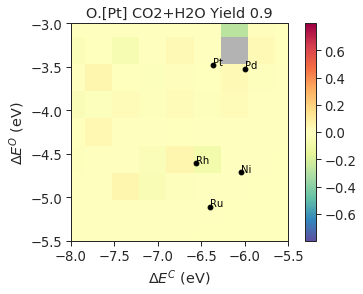 O.[Pt] CO2+H2O Yield 0.9
ΔE^O (eV)
−3.0
−3.5
−4.0
−4.5
−5.0
−5.5
Pt
Pd
Rh
Ni
Ru
0.8
0.6
0.4
0.2
0.0
−0.2
−0.4
−0.6
−8.0 −7.5 −7.0 −6.5 −6.0 −5.5
ΔE^C (eV)